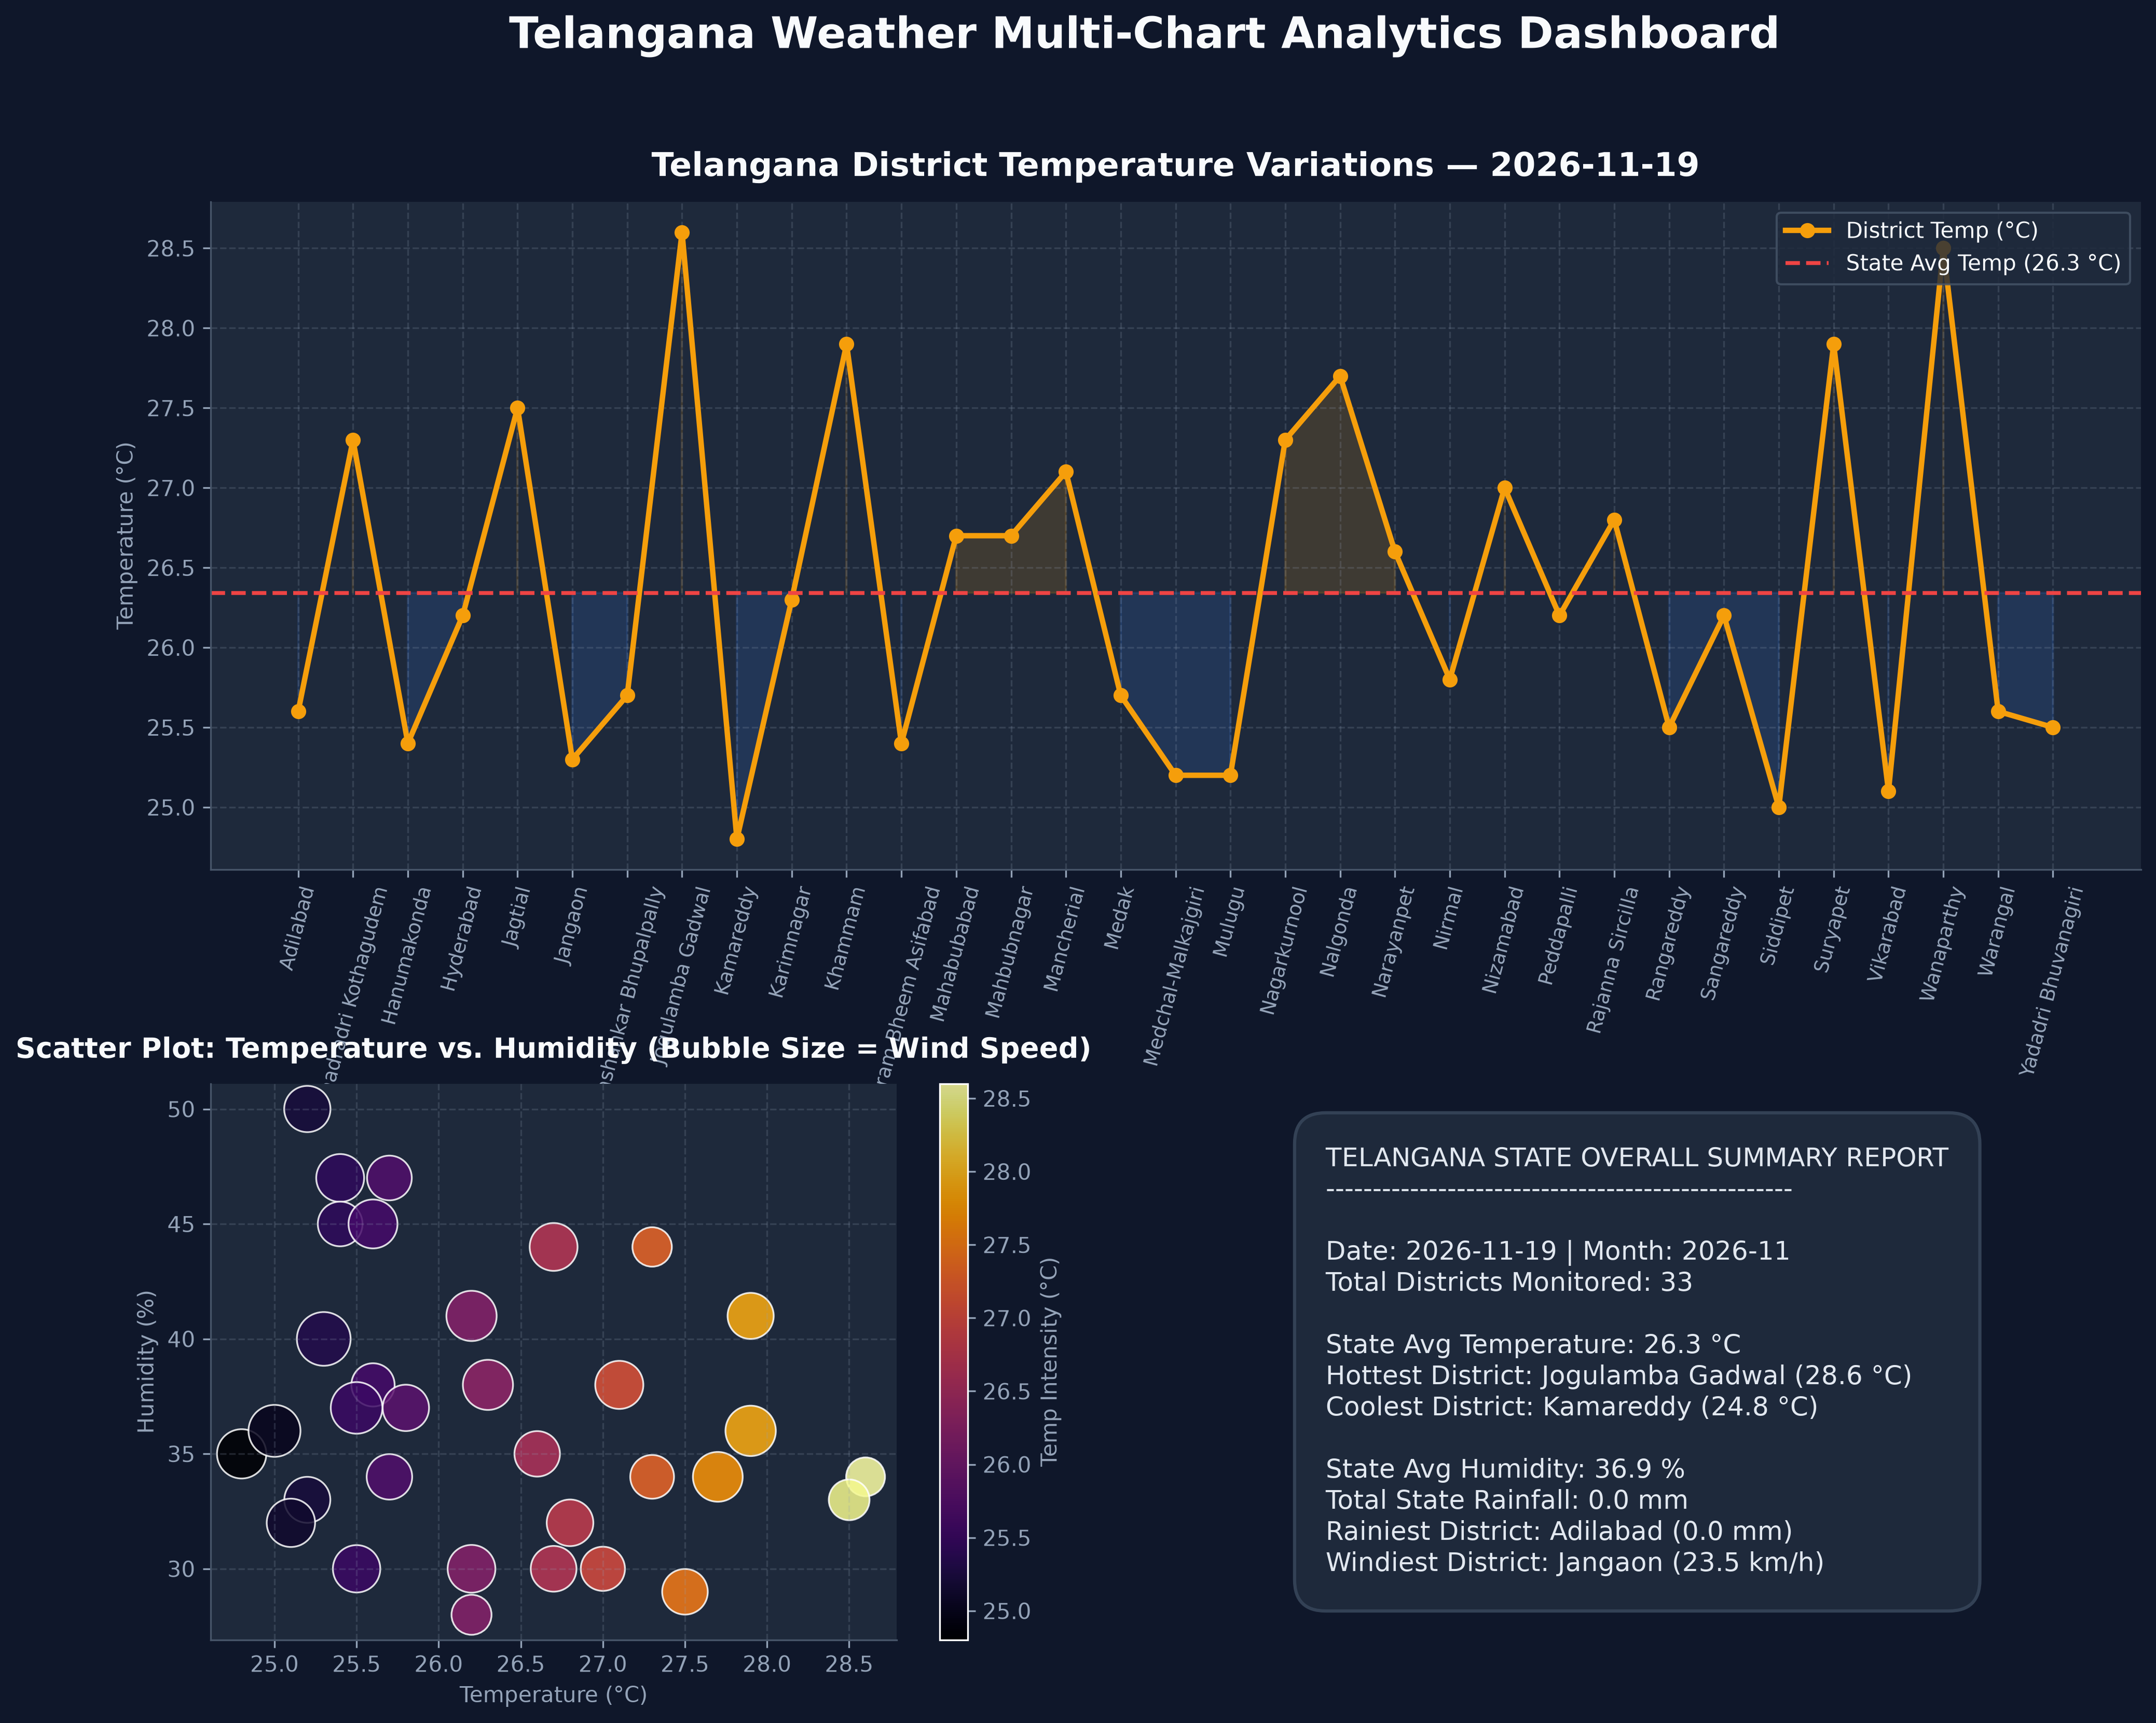 Telangana Weather Multi-Chart Analytics Dashboard
Telangana District Temperature Variations — 2026-11-19
District Temp (°C)
State Avg Temp (26.3 °C)
Temperature (°C)
28.5
28.0
27.5
27.0
26.5
26.0
25.5
25.0
Adilabad
Kothagudem
Hanumakonda
Hyderabad
Jagtial
Jangaon
Bhupalpally
Jogulamba Gadwal
Kamareddy
Karimnagar
Khammam
Bheem Asifabad
Mahabubabad
Mahbubnagar
Mancherial
Medak
Medchal-Malkajgiri
Mulugu
Nagarkurnool
Nalgonda
Narayanpet
Nirmal
Nizamabad
Peddapalli
Rajanna Sircilla
Rangareddy
Sangareddy
Siddipet
Suryapet
Vikarabad
Wanaparthy
Warangal
Yadadri Bhuvanagiri
Scatter Plot: Temperature vs. Humidity (Bubble Size = Wind Speed)
Humidity (%)
50
45
40
35
30
25.0
25.5
26.0
26.5
27.0
27.5
28.0
28.5
Temperature (°C)
28.5
28.0
27.5
27.0
26.5
26.0
25.5
25.0
Temp Intensity (°C)
TELANGANA STATE OVERALL SUMMARY REPORT
--------------------------------------------------
Date: 2026-11-19 | Month: 2026-11
Total Districts Monitored: 33
State Avg Temperature: 26.3 °C
Hottest District: Jogulamba Gadwal (28.6 °C)
Coolest District: Kamareddy (24.8 °C)
State Avg Humidity: 36.9 %
Total State Rainfall: 0.0 mm
Rainiest District: Adilabad (0.0 mm)
Windiest District: Jangaon (23.5 km/h)